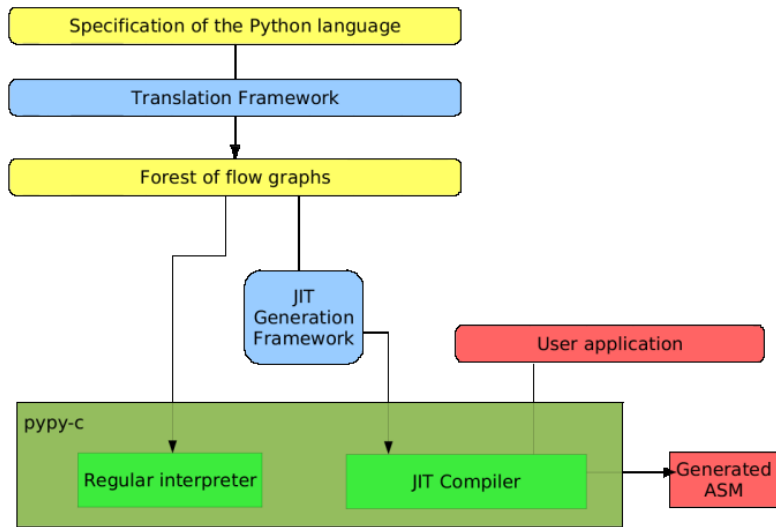 Specification of the Python language
Translation Framework
Forest of flow graphs
JIT
Generation
Framework
User application
pypy-c
Regular interpreter
JIT Compiler
Generated
ASM